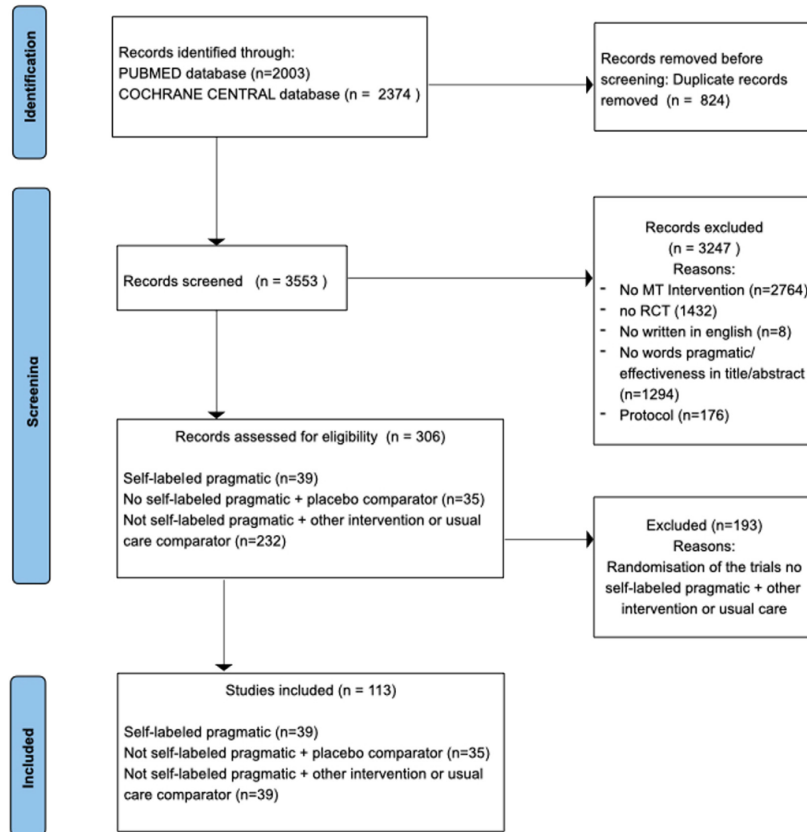 Identification
Records identified through:
PUBMED database (n=2003)
COCHRANE CENTRAL database (n = 2374 )
Records removed before
screening: Duplicate records
removed (n = 824)
Screening
Records screened (n = 3553 )
Records excluded
(n = 3247 )
Reasons:
- No MT Intervention (n=2764)
- no RCT (1432)
- No written in english (n=8)
- No words pragmatic/
effectiveness in title/abstract
(n=1294)
- Protocol (n=176)
Records assessed for eligibility (n = 306)
Self-labeled pragmatic (n=39)
No self-labeled pragmatic + placebo comparator (n=35)
Not self-labeled pragmatic + other intervention or usual
care comparator (n=232)
Excluded (n=193)
Reasons:
Randomisation of the trials no
self-labeled pragmatic + other
intervention or usual care
Included
Studies included (n = 113)
Self-labeled pragmatic (n=39)
Not self-labeled pragmatic + placebo comparator (n=35)
Not self-labeled pragmatic + other intervention or usual
care comparator (n=39)